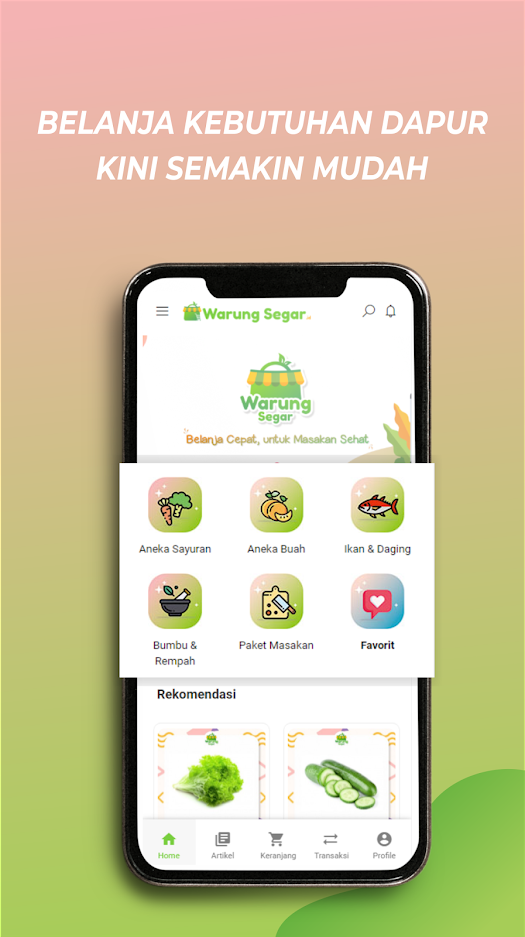 BELANJA KEBUTUHAN DAPUR
KINI SEMAKIN MUDAH
Warung Segar
Warung
Segar
Belanja Cepat, untuk Masakan Sehat
Aneka Sayuran
Aneka Buah
Ikan & Daging
Bumbu &
Rempah
Paket Masakan
Favorit
Rekomendasi
Home
Artikel
Keranjang
Transaksi
Profile